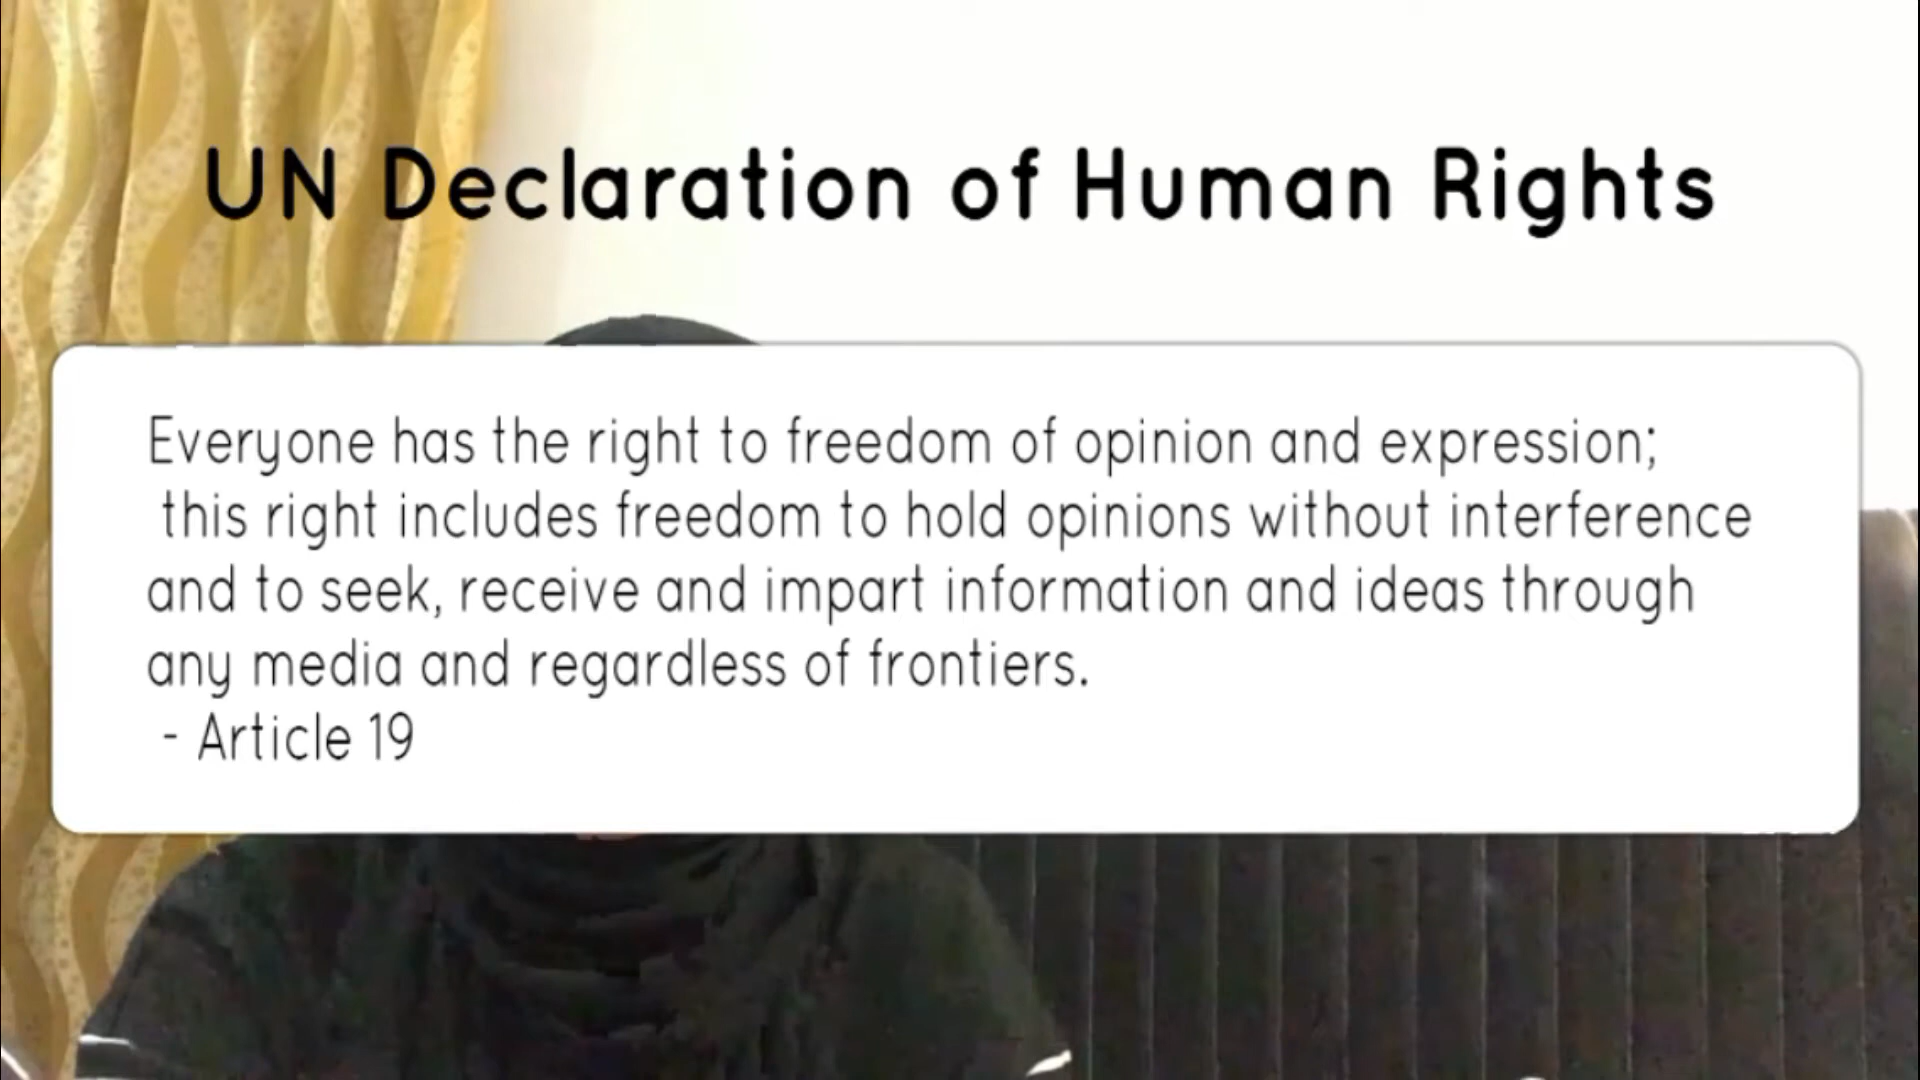 UN Declaration of Human Rights
Everyone has the right to freedom of opinion and expression;
this right includes freedom to hold opinions without interference
and to seek, receive and impart information and ideas through
any media and regardless of frontiers.
- Article 19